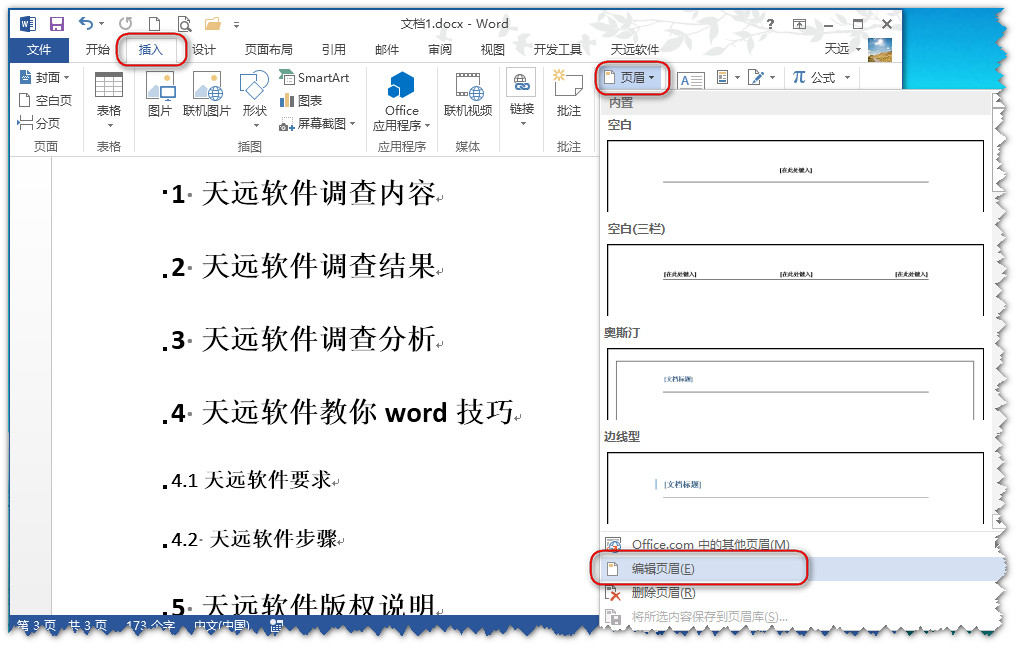 文档1.docx - Word
?
文件 开始 插入 设计 页面布局 引用 邮件 审阅 视图 开发工具 天远软件 天远
封面
空白页
分页
页面
表格
表格
图片
联机图片
形状
SmartArt
图表
屏幕截图
插图
Office
应用程序
应用程序
联机视频
媒体
链接
批注
批注
页眉
A
π 公式
内置
空白
[在此处键入]
空白(三栏)
[在此处键入] [在此处键入] [在此处键入]
奥斯汀
[文档标题]
边线型
[文档标题]
Office.com 中的其他页眉(M)
编辑页眉(E)
删除页眉(R)
将所选内容保存到页眉库(S)...
1 天远软件调查内容
2 天远软件调查结果
3 天远软件调查分析
4 天远软件教你 word 技巧
4.1 天远软件要求
4.2 天远软件步骤
5 天远软件版权说明
第 3 页 共 3 页 173 个字 中文(中国)